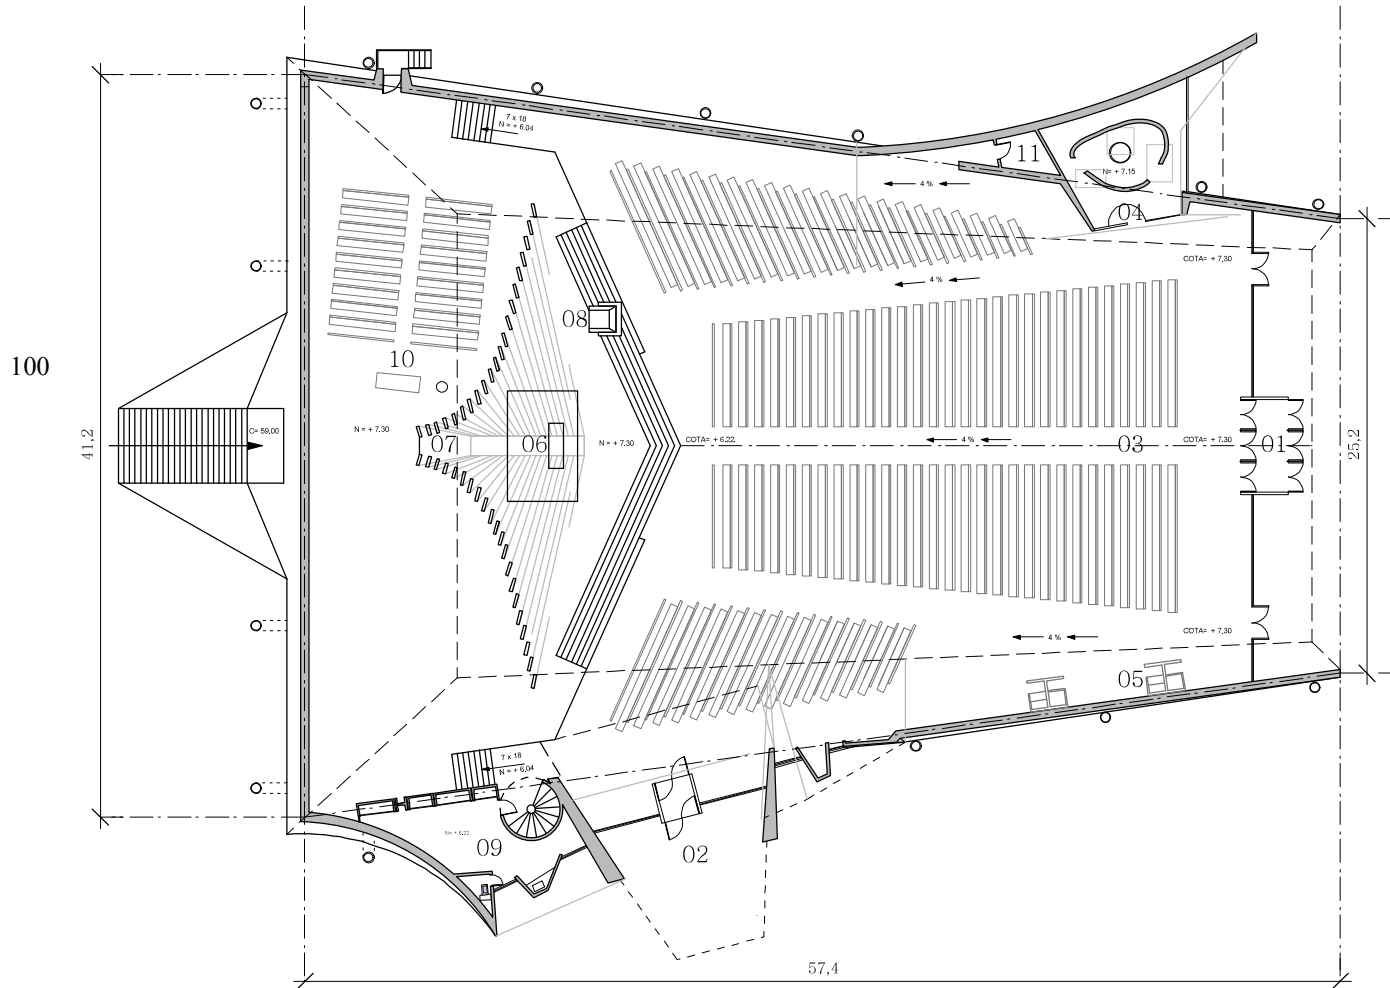 7 x 18
N = + 6.04
11
4 %
N= + 7.15
04
COTA= + 7,30
4 %
08
10
100
41,2
C= 59.00
N = + 7.30
07
06
N = + 7.30
COTA= + 6.22
4 %
03
COTA= + 7.30
01
25,2
4 %
COTA= + 7,30
05
7 x 18
N = + 6,04
N= + 6.22
09
02
57,4